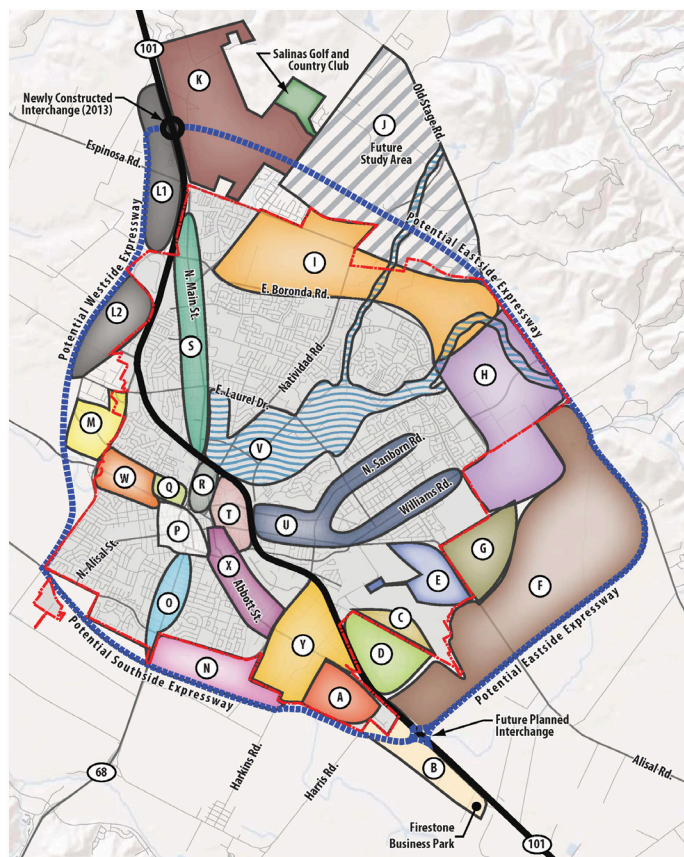 101
K
Salinas Golf and
Country Club
Newly Constructed
Interchange (2013)
Old Stage Rd.
J
Future
Study Area
Espinosa Rd.
L1
Potential Westside Expressway
Potential Eastside Expressway
I
E. Boronda Rd.
N. Main St.
L2
S
Natividad Rd.
H
E. Laurel Dr.
M
V
N. Sanborn Rd.
W
Q
R
Williams Rd.
P
T
U
G
N. Alisal St.
X
Abbott St.
E
F
O
C
Y
D
Potential Southside Expressway
N
A
Potential Eastside Expressway
Future Planned
Interchange
B
Harkins Rd.
Harris Rd.
Alisal Rd.
68
Firestone
Business Park
101